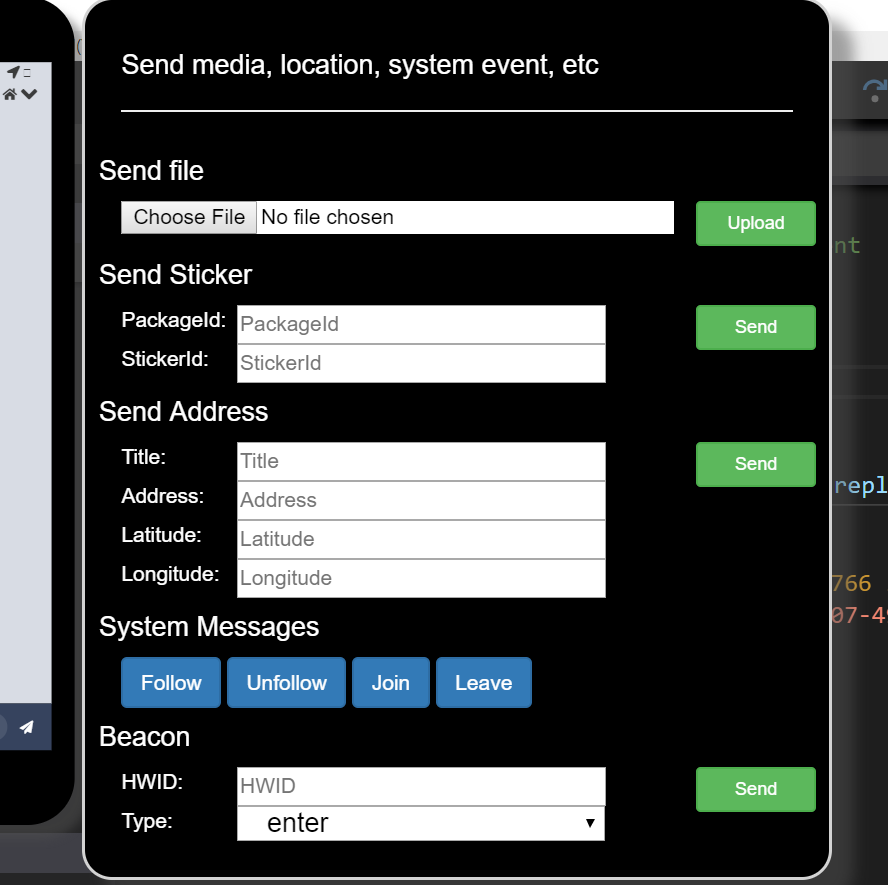 Send media, location, system event, etc
Send file
Choose File No file chosen
Upload
Send Sticker
PackageId: PackageId
Send
StickerId: StickerId
Send Address
Title: Title
Send
Address: Address
Latitude: Latitude
Longitude: Longitude
System Messages
Follow Unfollow Join Leave
Beacon
HWID: HWID
Send
Type: enter
nt
repl
766
07-49